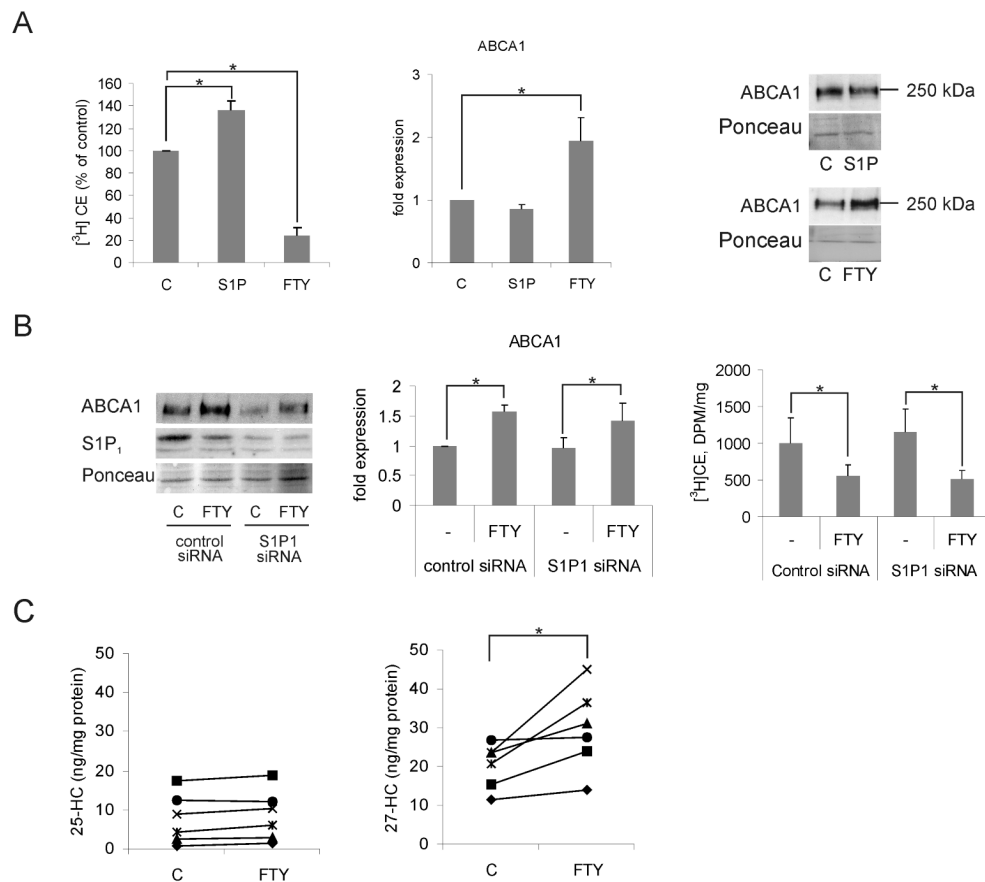 A
[³H] CE (% of control)
160
140
120
100
80
60
40
20
0
*
*
C S1P FTY
ABCA1
fold expression
3
2
1
0
*
C S1P FTY
ABCA1 250 kDa
Ponceau
C S1P
ABCA1 250 kDa
Ponceau
C FTY
B
ABCA1
S1P₁
Ponceau
C FTY C FTY
control siRNA
S1P1 siRNA
ABCA1
fold expression
2
1.5
1
0.5
0
* *
- FTY - FTY
control siRNA S1P1 siRNA
[³H]CE, DPM/mg
2000
1500
1000
500
0
* *
- FTY - FTY
Control siRNA S1P1 siRNA
C
25-HC (ng/mg protein)
50
40
30
20
10
0
C FTY
27-HC (ng/mg protein)
50
40
30
20
10
0
*
C FTY